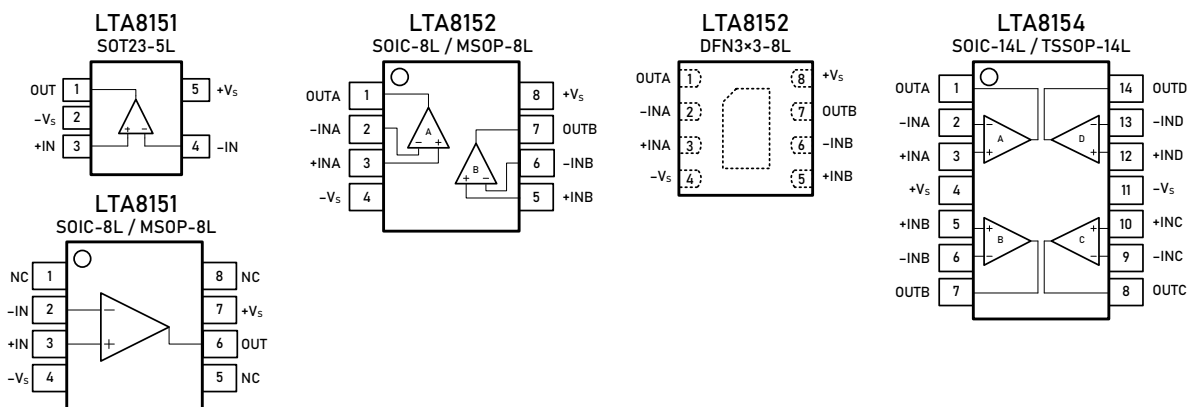 LTA8151
SOT23-5L
OUT 1
5 +VS
–VS 2
+IN 3
4 –IN
+ –
LTA8151
SOIC-8L / MSOP-8L
NC 1
8 NC
–IN 2
–
7 +VS
+IN 3
+
6 OUT
–VS 4
5 NC
LTA8152
SOIC-8L / MSOP-8L
OUTA 1
8 +VS
–INA 2
A
– +
7 OUTB
+INA 3
B
+ –
6 –INB
–VS 4
5 +INB
LTA8152
DFN3×3-8L
OUTA 1
8 +VS
–INA 2
7 OUTB
+INA 3
6 –INB
–VS 4
5 +INB
LTA8154
SOIC-14L / TSSOP-14L
OUTA 1
14 OUTD
–INA 2
–
–
13 –IND
A
D
+INA 3
+
+
12 +IND
+VS 4
11 –VS
+INB 5
+
+
10 +INC
B
C
–INB 6
–
–
9 –INC
OUTB 7
8 OUTC